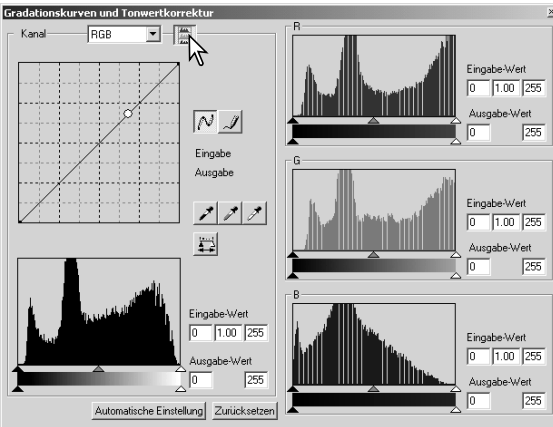 Gradationskurven und Tonwertkorrektur
Kanal
RGB
Eingabe
Ausgabe
Eingabe-Wert
0 1.00 255
Ausgabe-Wert
0 255
Automatische Einstellung
Zurücksetzen
R
Eingabe-Wert
0 1.00 255
Ausgabe-Wert
0 255
G
Eingabe-Wert
0 1.00 255
Ausgabe-Wert
0 255
B
Eingabe-Wert
0 1.00 255
Ausgabe-Wert
0 255